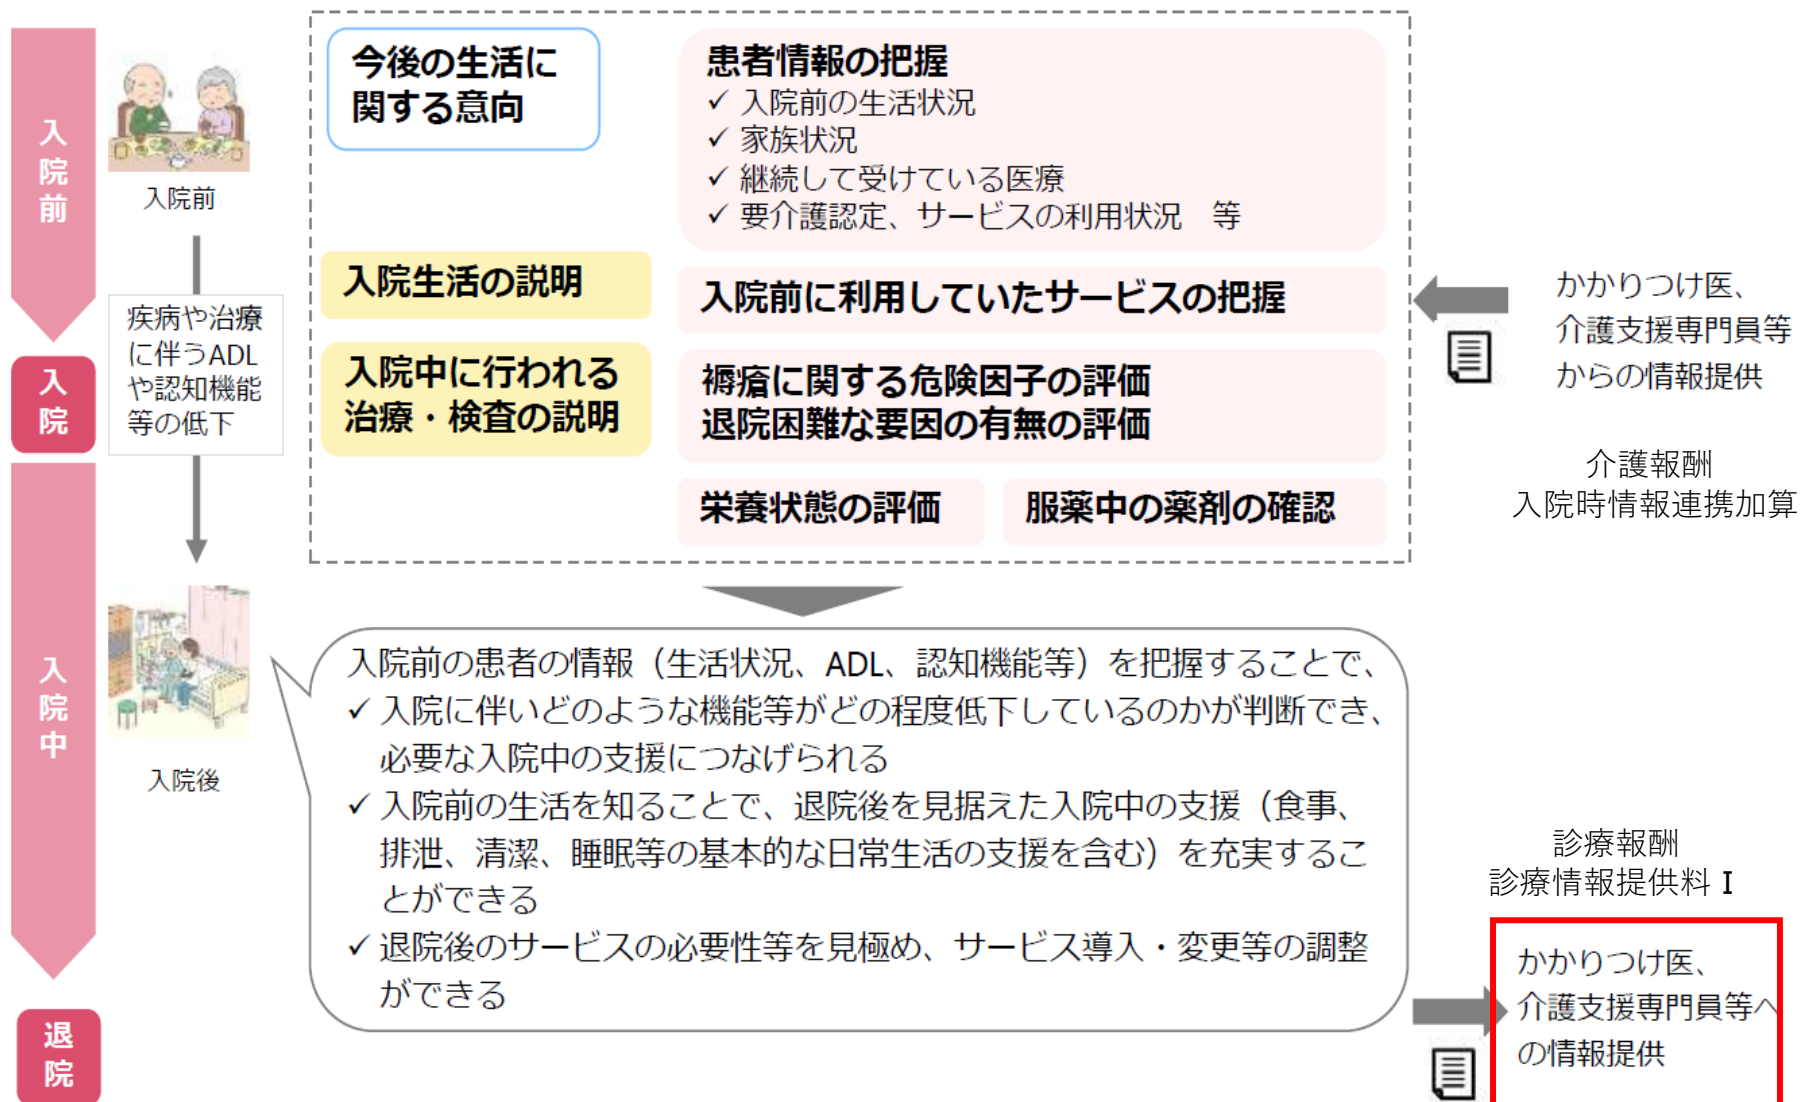 入院前
入院前
疾病や治療
に伴うADL
や認知機能
等の低下
入院
入院中
入院後
退院
今後の生活に
関する意向
患者情報の把握
✓ 入院前の生活状況
✓ 家族状況
✓ 継続して受けている医療
✓ 要介護認定、サービスの利用状況　等
入院生活の説明
入院前に利用していたサービスの把握
入院中に行われる
治療・検査の説明
褥瘡に関する危険因子の評価
退院困難な要因の有無の評価
栄養状態の評価
服薬中の薬剤の確認
かかりつけ医、
介護支援専門員等
からの情報提供
介護報酬
入院時情報連携加算
入院前の患者の情報（生活状況、ADL、認知機能等）を把握することで、
✓ 入院に伴いどのような機能等がどの程度低下しているのかが判断でき、
必要な入院中の支援につなげられる
✓ 入院前の生活を知ることで、退院後を見据えた入院中の支援（食事、
排泄、清潔、睡眠等の基本的な日常生活の支援を含む）を充実するこ
とができる
✓ 退院後のサービスの必要性等を見極め、サービス導入・変更等の調整
ができる
診療報酬
診療情報提供料 I
かかりつけ医、
介護支援専門員等へ
の情報提供